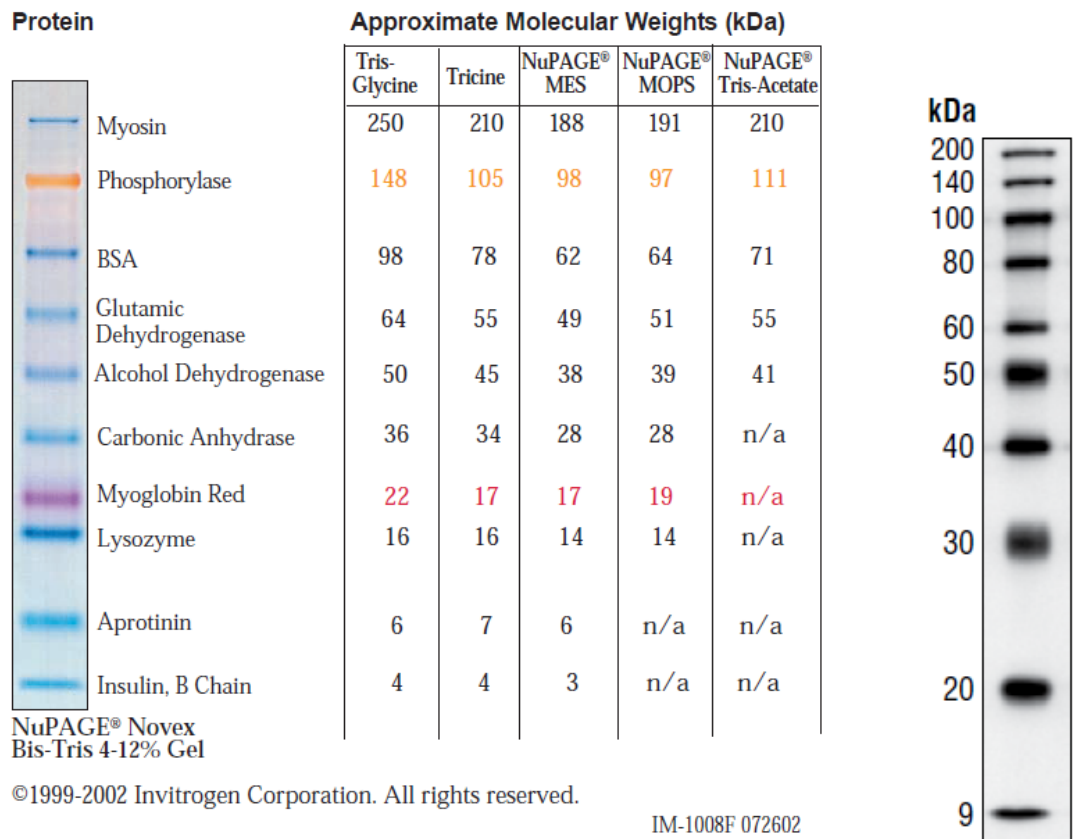 Protein
Approximate Molecular Weights (kDa)
Tris-Glycine Tricine NuPAGE® MES NuPAGE® MOPS NuPAGE® Tris-Acetate
Myosin 250 210 188 191 210
Phosphorylase 148 105 98 97 111
BSA 98 78 62 64 71
Glutamic Dehydrogenase 64 55 49 51 55
Alcohol Dehydrogenase 50 45 38 39 41
Carbonic Anhydrase 36 34 28 28 n/a
Myoglobin Red 22 17 17 19 n/a
Lysozyme 16 16 14 14 n/a
Aprotinin 6 7 6 n/a n/a
Insulin, B Chain 4 4 3 n/a n/a
NuPAGE® Novex
Bis-Tris 4-12% Gel
©1999-2002 Invitrogen Corporation. All rights reserved.
IM-1008F 072602
kDa
200
140
100
80
60
50
40
30
20
9